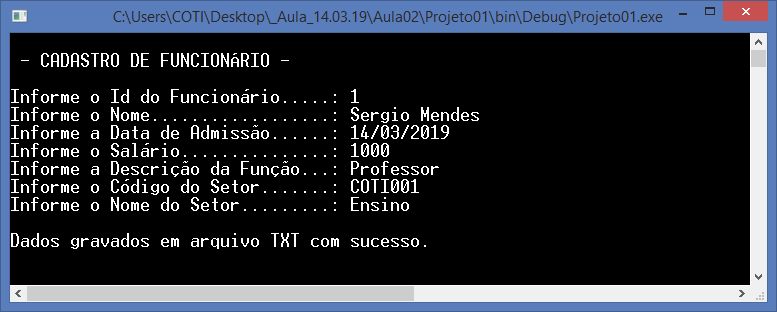 C:\Users\COTI\Desktop\_Aula_14.03.19\Aula02\Projeto01\bin\Debug\Projeto01.exe
- CADASTRO DE FUNCIONáRIO -
Informe o Id do Funcionário.....: 1
Informe o Nome..................: Sergio Mendes
Informe a Data de Admissão......: 14/03/2019
Informe o Salário...............: 1000
Informe a Descrição da Função...: Professor
Informe o Código do Setor.......: COTI001
Informe o Nome do Setor.........: Ensino
Dados gravados em arquivo TXT com sucesso.